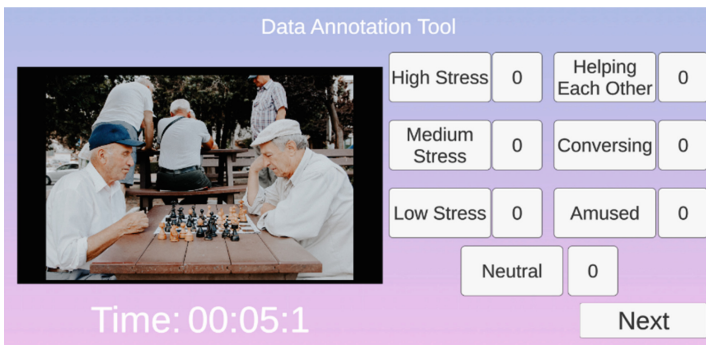 Data Annotation Tool
High Stress 0
Helping
Each Other 0
Medium
Stress 0
Conversing 0
Low Stress 0
Amused 0
Neutral 0
Time: 00:05:1
Next